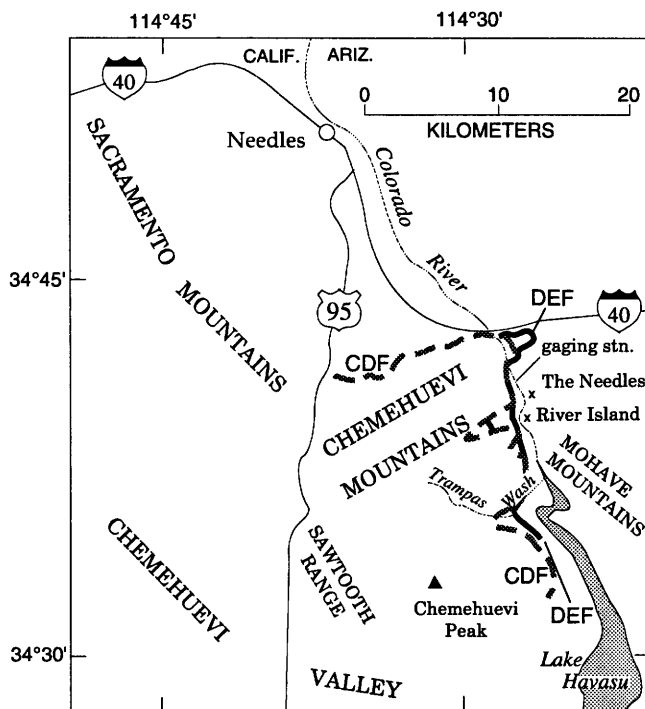 114°45'
114°30'
CALIF.
ARIZ.
40
40
0
10
20
KILOMETERS
Needles
SACRAMENTO
MOUNTAINS
Colorado
River
34°45'
95
DEF
40
gaging stn.
CDF
The Needles
River Island
CHEMEHUEVI
MOUNTAINS
MOHAVE
MOUNTAINS
Trampas
Wash
CHEMEHUEVI
SAWTOOTH
RANGE
CDF
DEF
Chemehuevi
Peak
34°30'
VALLEY
Lake
Havasu